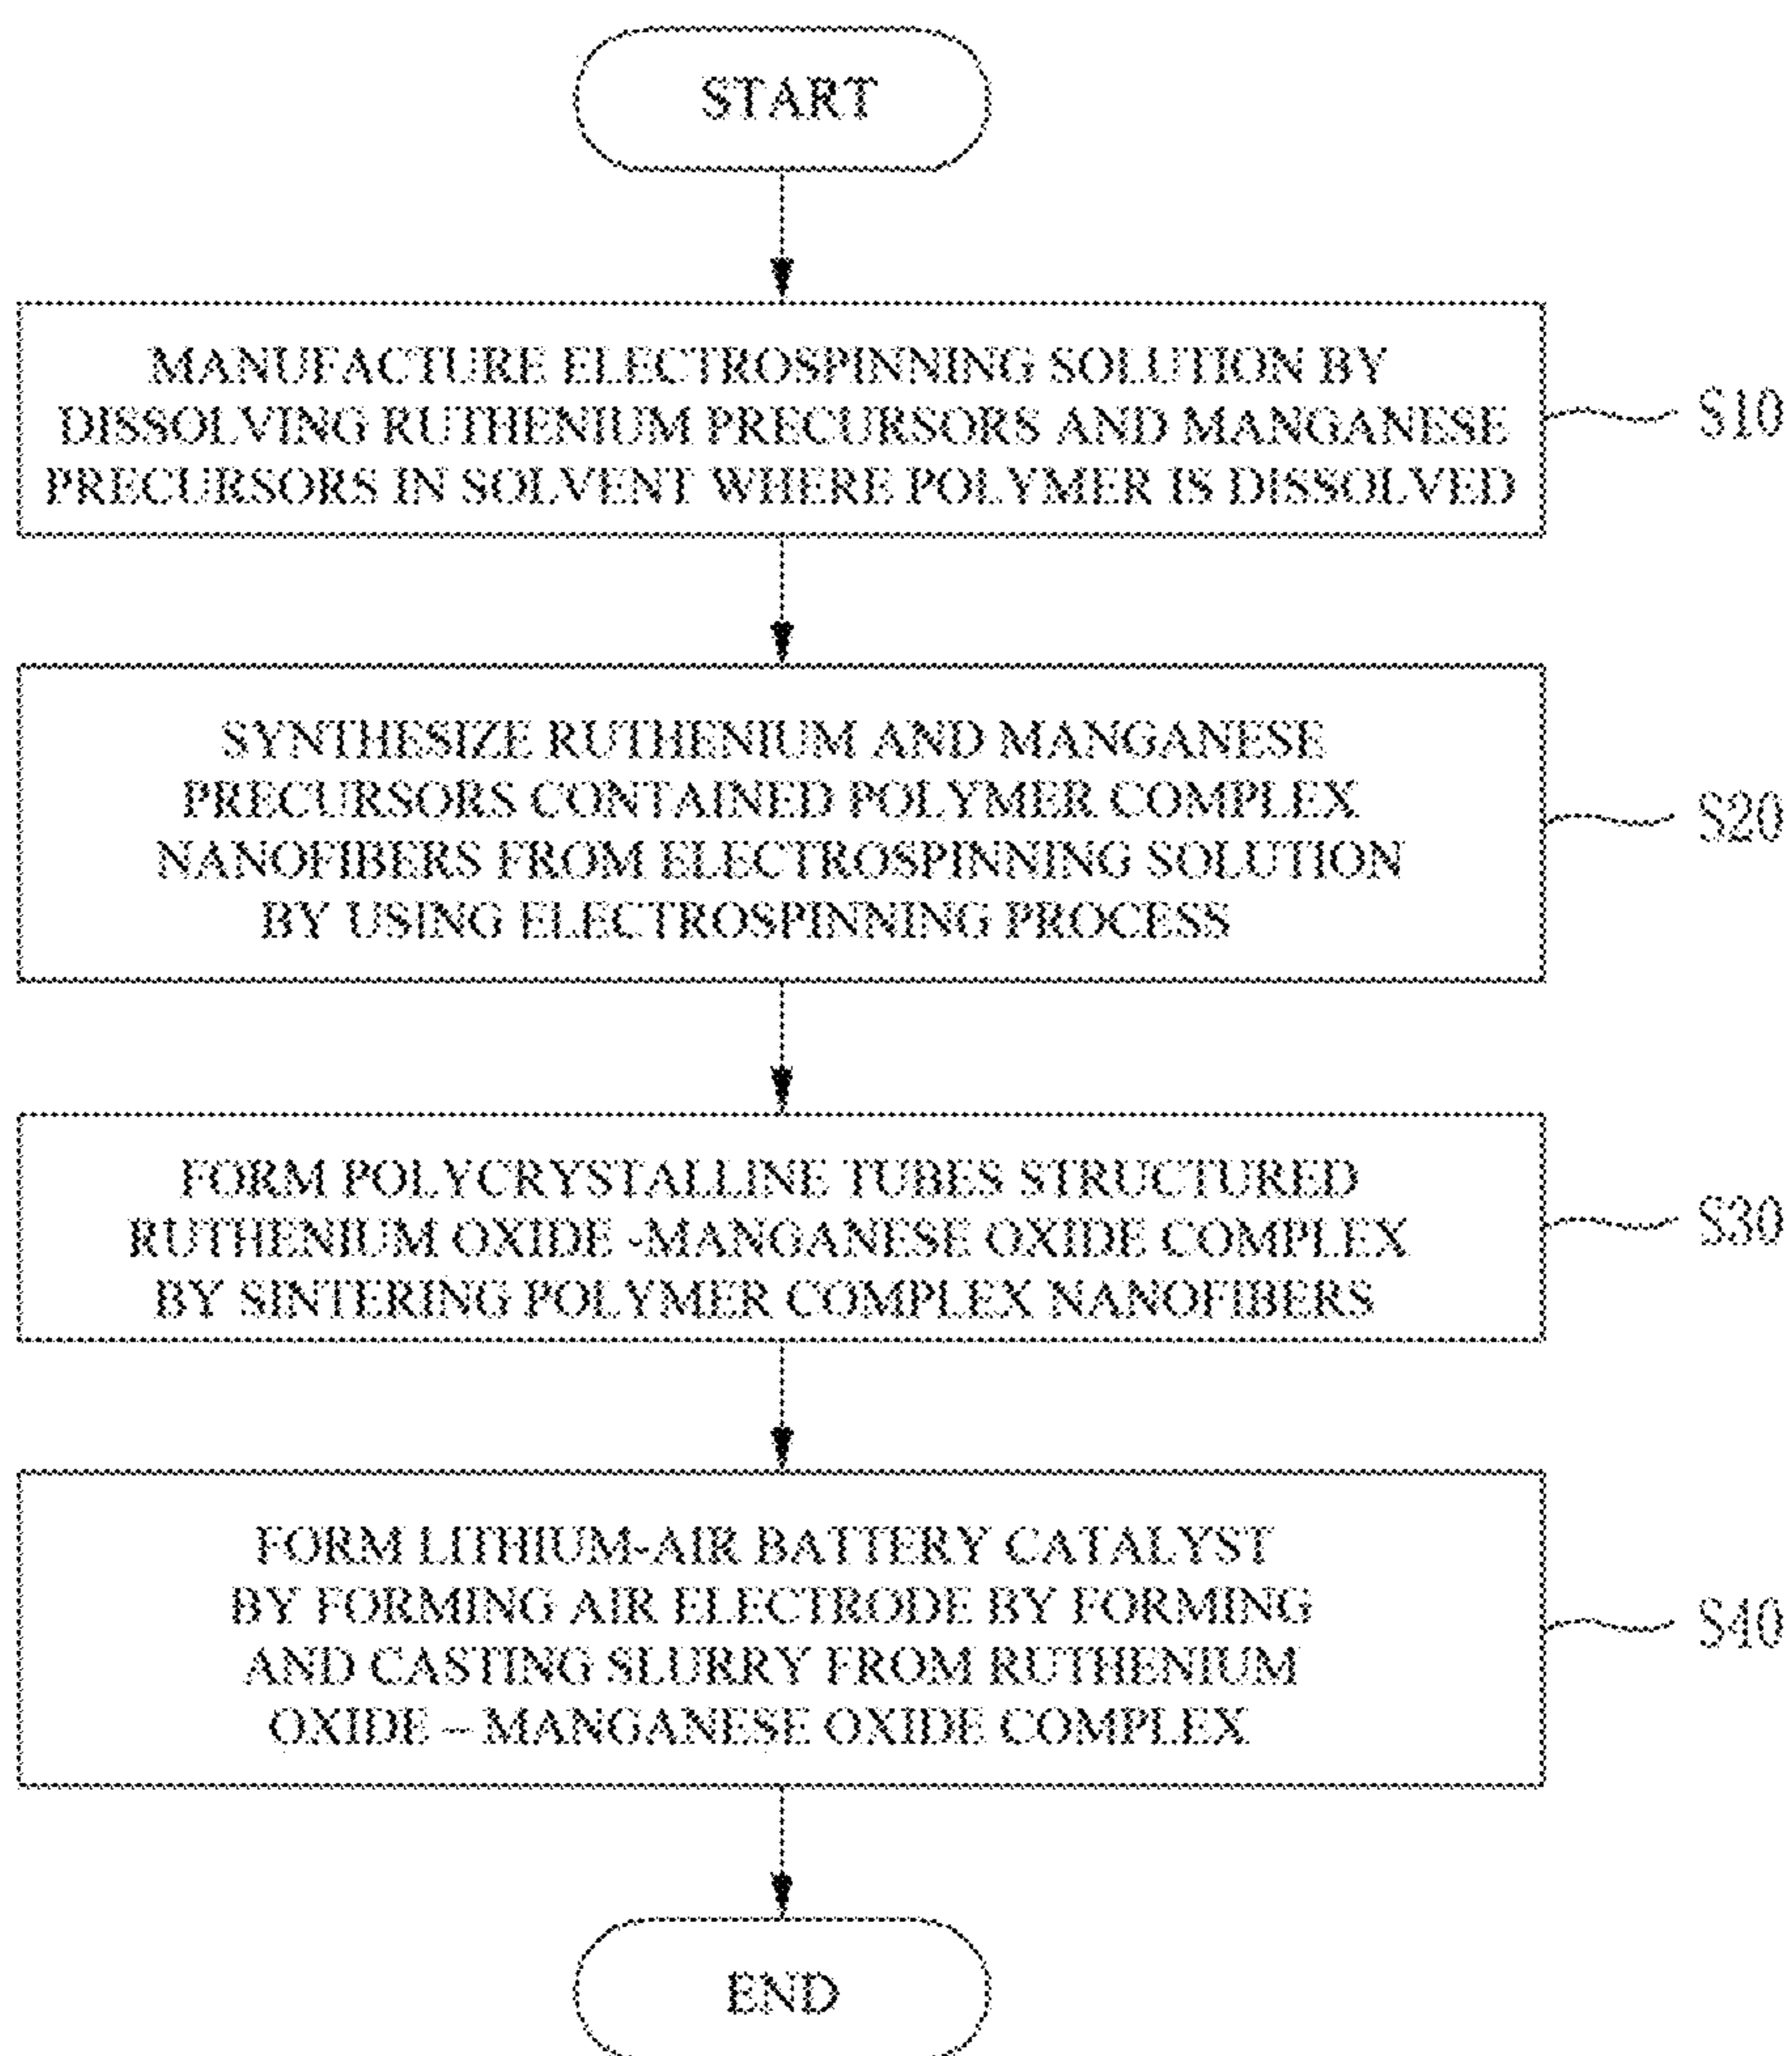 START
MANUFACTURE ELECTROSPINNING SOLUTION BY
DISSOLVING RUTHENIUM PRECURSORS AND MANGANESE
PRECURSORS IN SOLVENT WHERE POLYMER IS DISSOLVED
S10
SYNTHESIZE RUTHENIUM AND MANGANESE
PRECURSORS CONTAINED POLYMER COMPLEX
NANOFIBERS FROM ELECTROSPINNING SOLUTION
BY USING ELECTROSPINNING PROCESS
S20
FORM POLYCRYSTALLINE TUBES STRUCTURED
RUTHENIUM OXIDE -MANGANESE OXIDE COMPLEX
BY SINTERING POLYMER COMPLEX NANOFIBERS
S30
FORM LITHIUM-AIR BATTERY CATALYST
BY FORMING AIR ELECTRODE BY FORMING
AND CASTING SLURRY FROM RUTHENIUM
OXIDE – MANGANESE OXIDE COMPLEX
S40
END